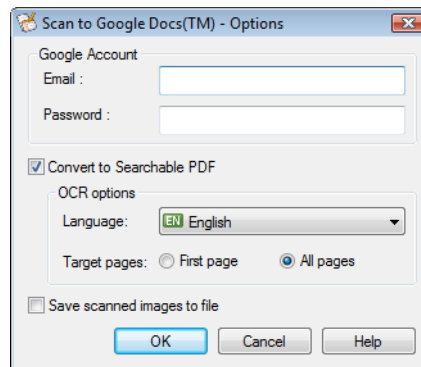 Scan to Google Docs(TM) - Options
Google Account
Email :
Password :
Convert to Searchable PDF
OCR options
Language: EN English
Target pages: First page All pages
Save scanned images to file
OK Cancel Help